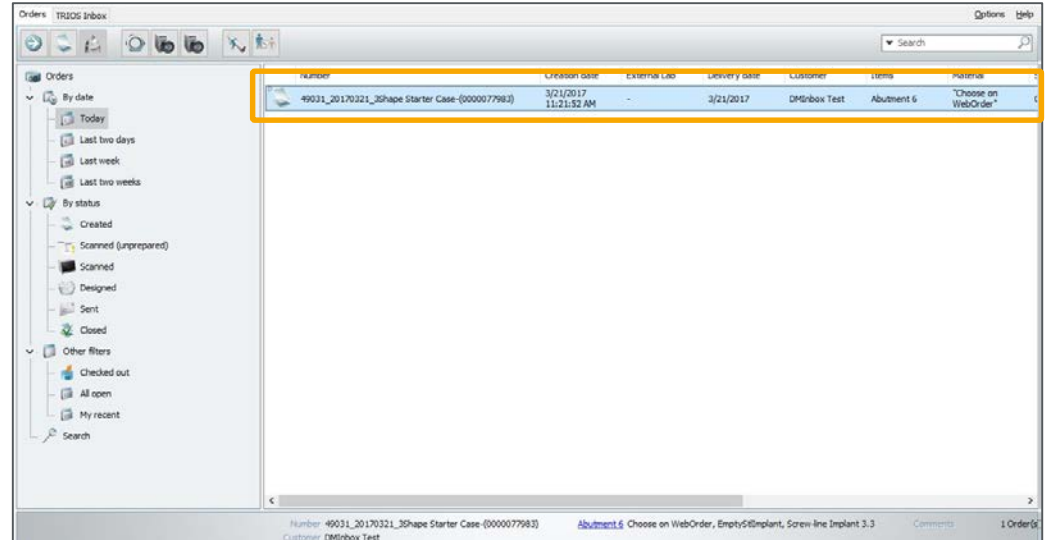 Orders TRIOS Inbox Options Help
Search
Orders
Number Creation date External Lab Delivery date Customer Items Material
By date
49031_20170321_3Shape Starter Case-(0000077983) 3/21/2017 11:21:52 AM - 3/21/2017 DMInbox Test Abutment 6 "Choose on WebOrder"
Today
Last two days
Last week
Last two weeks
By status
Created
Scanned (unprepared)
Scanned
Designed
Sent
Closed
Other filters
Checked out
All open
My recent
Search
Number 49031_20170321_3Shape Starter Case-(0000077983) Abutment 6 Choose on WebOrder, EmptyStlImplant, Screw-line Implant 3.3 Comments 1 Order(s
Customer DMInbox Test